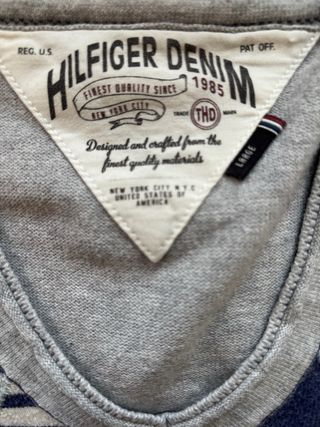 REG. U.S. PAT OFF.
HILFIGER DENIM
FINEST QUALITY SINCE 1985
NEW YORK CITY
TRADE THD MARK
Designed and crafted from the
finest quality materials
LARGE
NEW YORK CITY N.Y.C
UNITED STATES OF
AMERICA